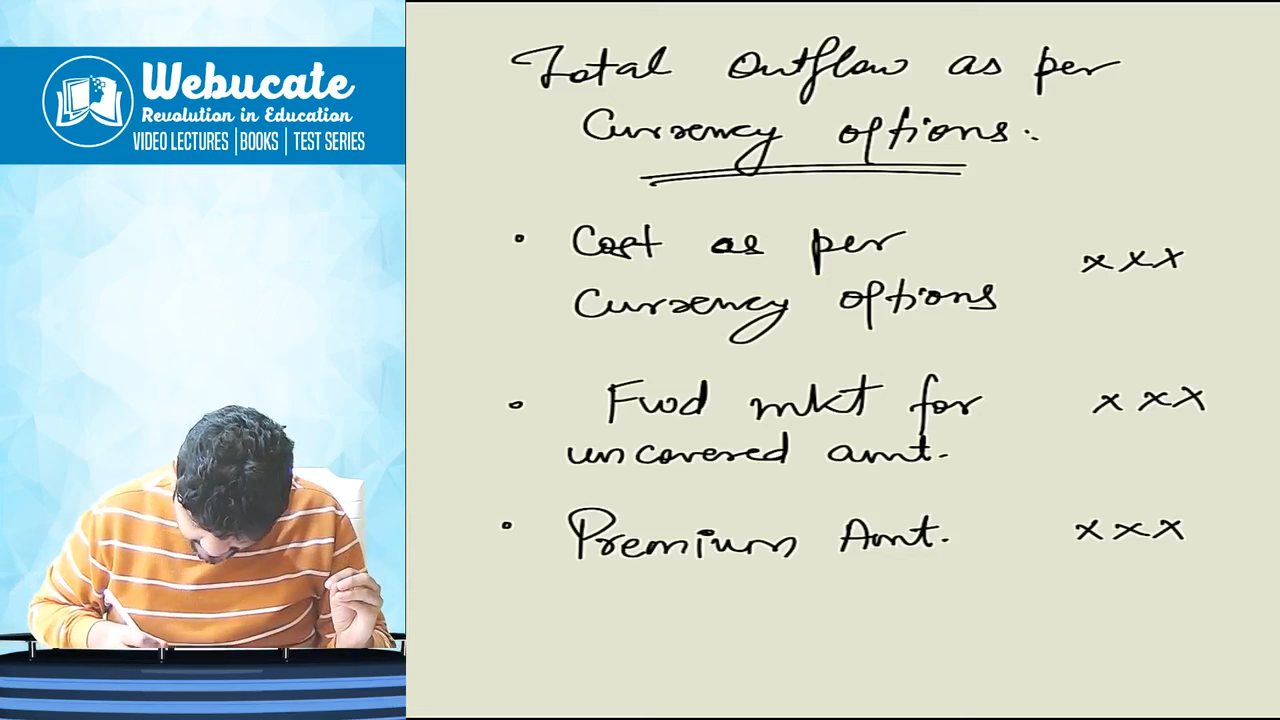 Webucate
Revolution in Education
VIDEO LECTURES | BOOKS | TEST SERIES
Total Outflow as per
Currency options:
• Cost as per
Currency options xxx
• Fwd mkt for xxx
uncovered amt.
• Premium Amt. xxx